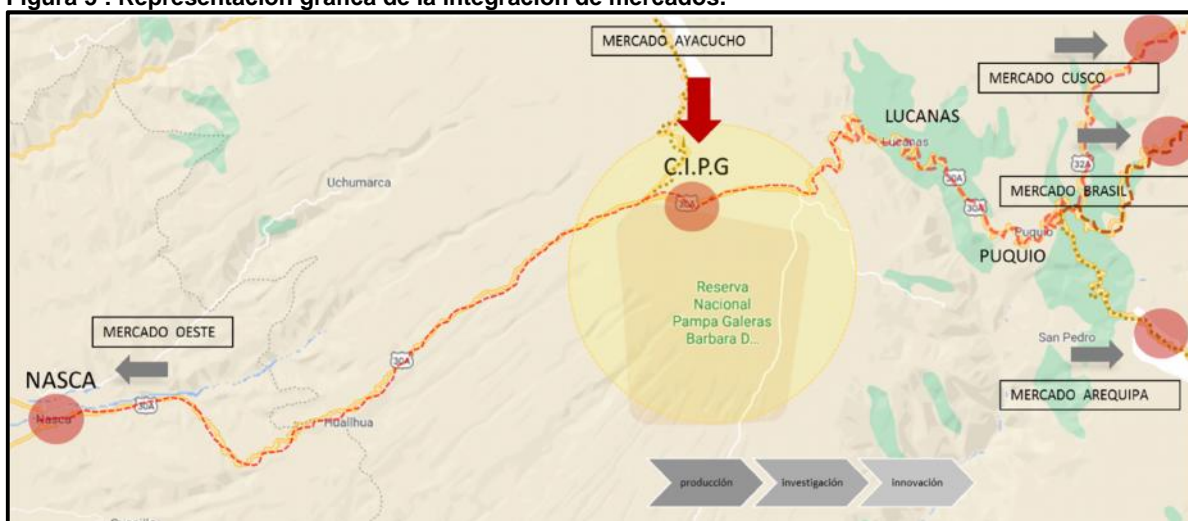 Figura 9 : Representación gráfica de la integración de mercados.
MERCADO AYACUCHO
MERCADO CUSCO
LUCANAS
Lucanas
C.I.P.G
30A
32A
Uchumarca
30A
MERCADO BRASIL
30A
Puquio
PUQUIO
Reserva
Nacional
Pampa Galeras
Barbara D...
San Pedro
MERCADO OESTE
30A
MERCADO AREQUIPA
NASCA
30A
Nasca
Huallhua
producción
investigación
innovación